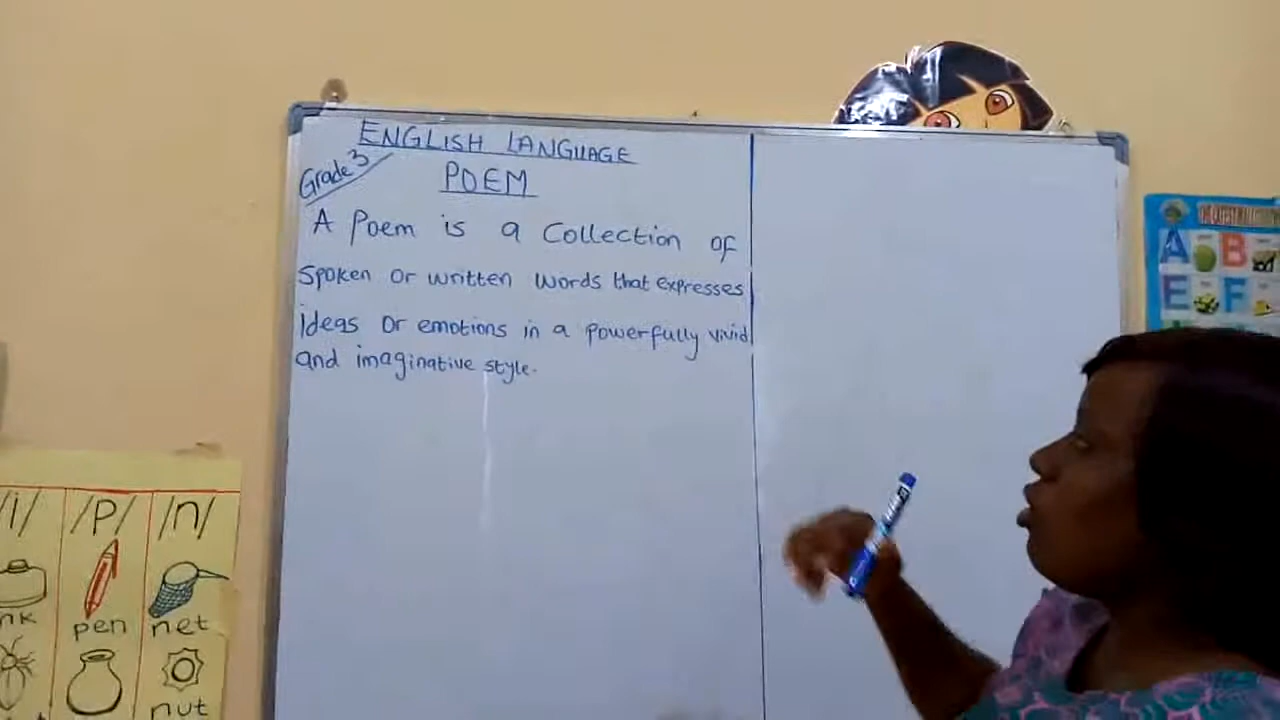 ENGLISH LANGUAGE
Grade 3
POEM
A Poem is a Collection of
Spoken or written words that expresses
ideas or emotions in a powerfully vivid
and imaginative style.
/i/ /p/ /n/
pen net
nut
A B
E F